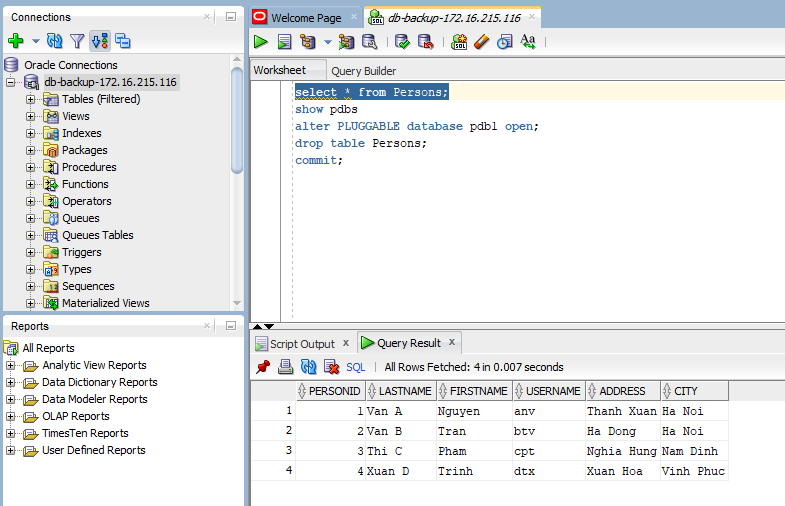 Connections
Oracle Connections
db-backup-172.16.215.116
Tables (Filtered)
Views
Indexes
Packages
Procedures
Functions
Operators
Queues
Queues Tables
Triggers
Types
Sequences
Materialized Views
Reports
All Reports
Analytic View Reports
Data Dictionary Reports
Data Modeler Reports
OLAP Reports
TimesTen Reports
User Defined Reports
Welcome Page
db-backup-172.16.215.116
SQL
Aa
Worksheet Query Builder
select * from Persons;
show pdbs
alter PLUGGABLE database pdb1 open;
drop table Persons;
commit;
Script Output x Query Result x
SQL | All Rows Fetched: 4 in 0.007 seconds
PERSONID LASTNAME FIRSTNAME USERNAME ADDRESS CITY
1 1 Van A Nguyen anv Thanh Xuan Ha Noi
2 2 Van B Tran btv Ha Dong Ha Noi
3 3 Thi C Pham cpt Nghia Hung Nam Dinh
4 4 Xuan D Trinh dtx Xuan Hoa Vinh Phuc